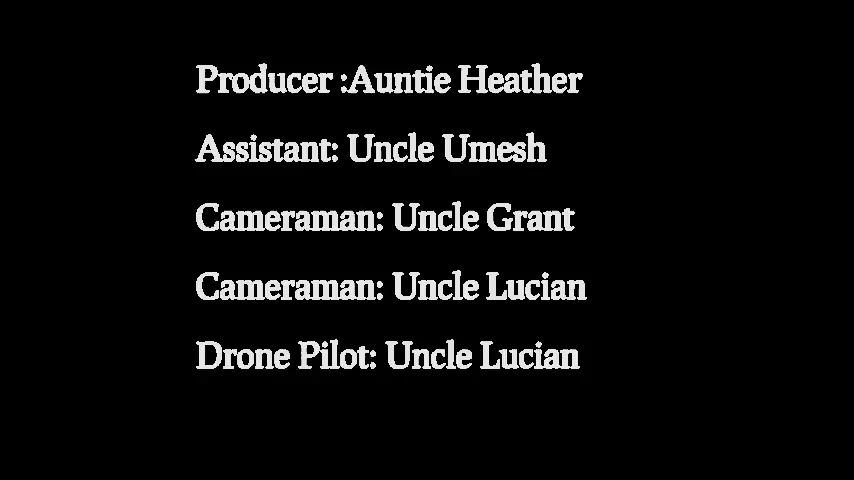 Producer :Auntie Heather
Assistant: Uncle Umesh
Cameraman: Uncle Grant
Cameraman: Uncle Lucian
Drone Pilot: Uncle Lucian